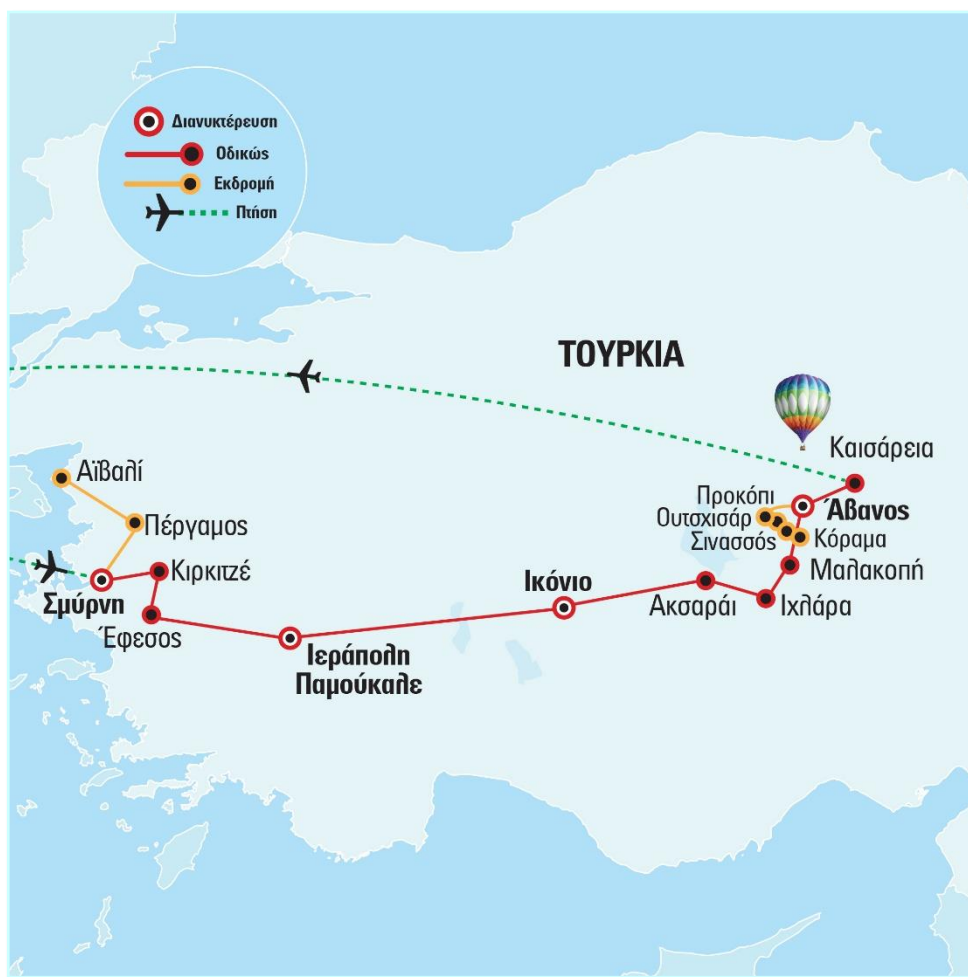 Διανυκτέρευση
Οδικώς
Εκδρομή
Πτήση
ΤΟΥΡΚΙΑ
Καισάρεια
Προκόπι
Άβανος
Ουτσχισάρ
Σινασσός
Κόραμα
Μαλακοπή
Αϊβαλί
Πέργαμος
Κιρκιτζέ
Σμύρνη
Έφεσος
Ικόνιο
Ακσαράι
Ιχλάρα
Ιεράπολη
Παμούκαλε